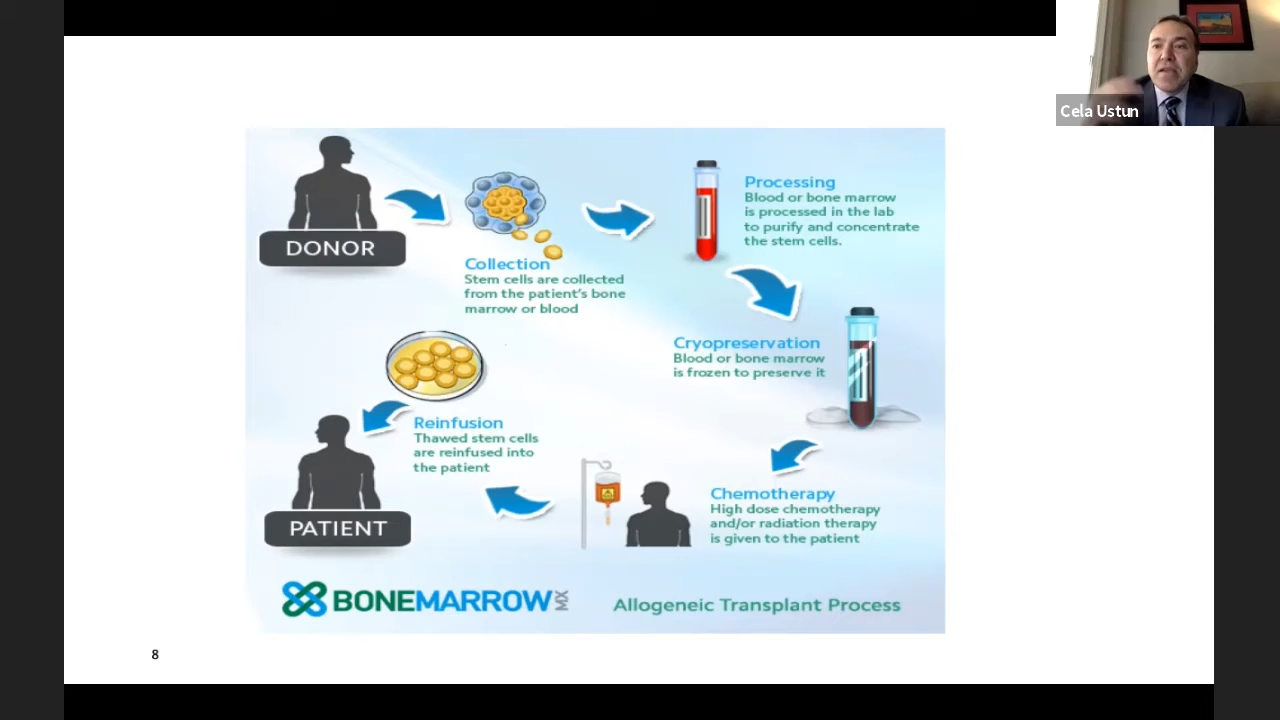 Cela Ustun
DONOR
Collection
Stem cells are collected
from the patient's bone
marrow or blood
Processing
Blood or bone marrow
is processed in the lab
to purify and concentrate
the stem cells.
Cryopreservation
Blood or bone marrow
is frozen to preserve it
Chemotherapy
High dose chemotherapy
and/or radiation therapy
is given to the patient
Reinfusion
Thawed stem cells
are reinfused into
the patient
PATIENT
BONEMARROW MX
Allogeneic Transplant Process
8